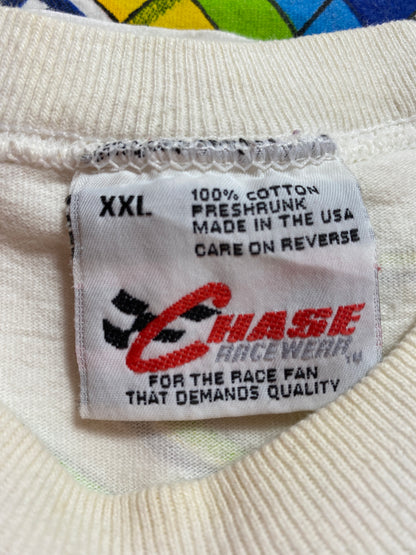 XXL
100% COTTON
PRESHRUNK
MADE IN THE USA
CARE ON REVERSE
CHASE
RACEWEAR TM
FOR THE RACE FAN
THAT DEMANDS QUALITY